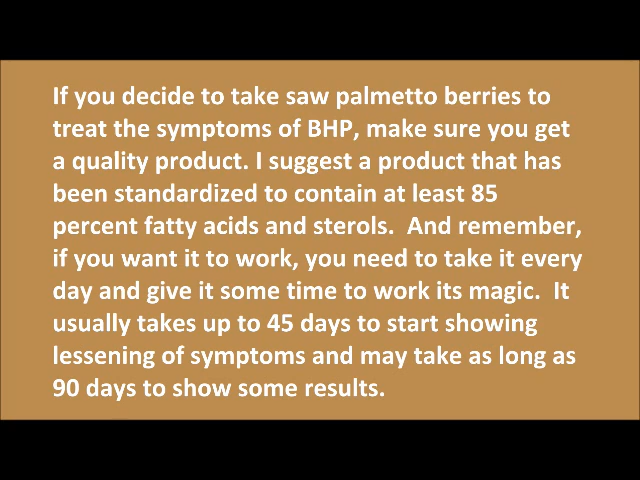 If you decide to take saw palmetto berries to
treat the symptoms of BHP, make sure you get
a quality product. I suggest a product that has
been standardized to contain at least 85
percent fatty acids and sterols.  And remember,
if you want it to work, you need to take it every
day and give it some time to work its magic.  It
usually takes up to 45 days to start showing
lessening of symptoms and may take as long as
90 days to show some results.